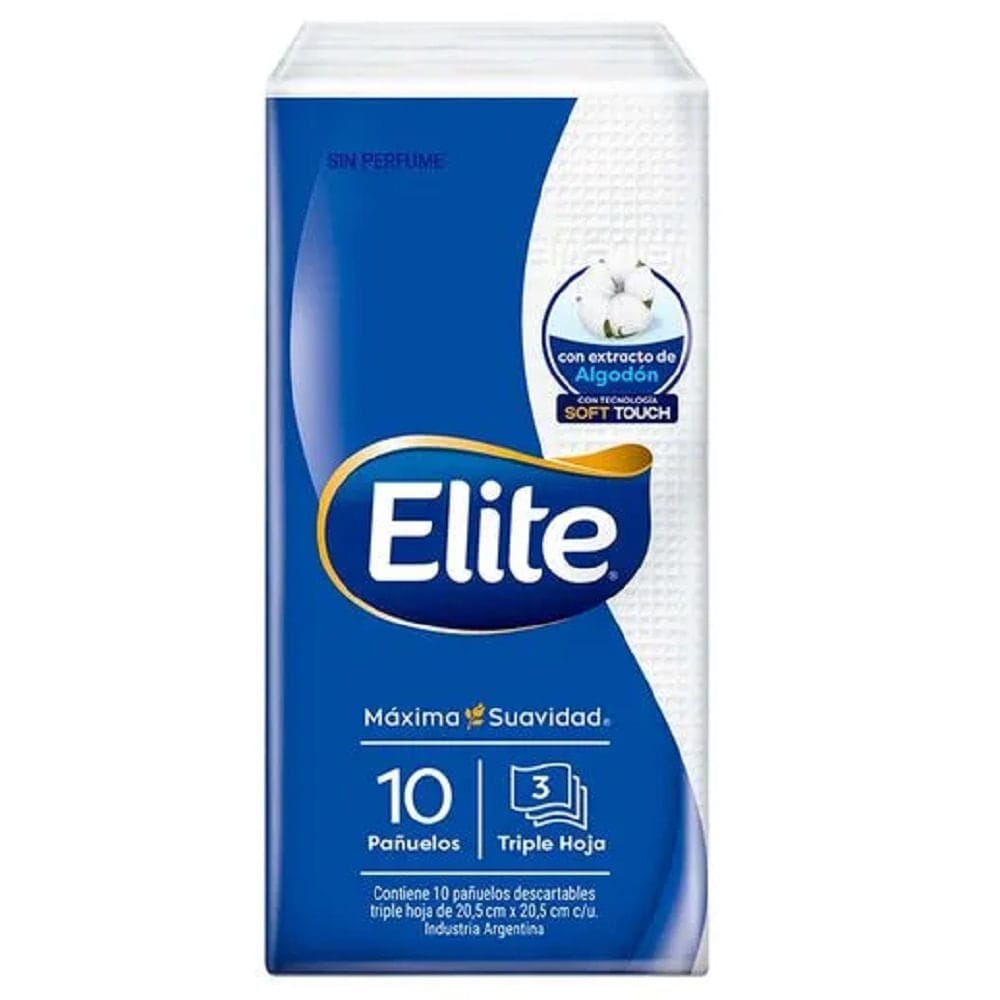 SIN PERFUME
con extracto de
Algodón
CON TECNOLOGÍA
SOFT TOUCH
Elite®
Máxima Suavidad®
10
Pañuelos
3
Triple Hoja
Contiene 10 pañuelos descartables
triple hoja de 20,5 cm x 20,5 cm c/u.
Industria Argentina